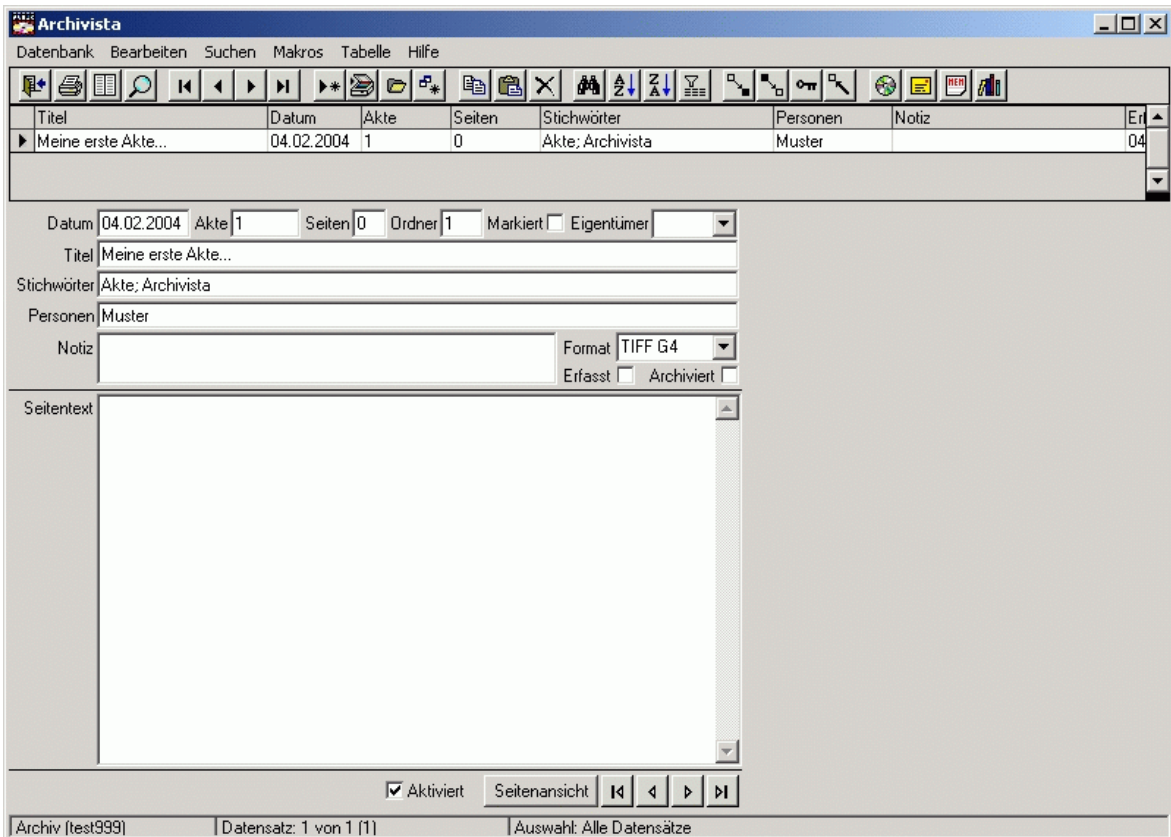 Archivista
Datenbank Bearbeiten Suchen Makros Tabelle Hilfe
Titel Datum Akte Seiten Stichwörter Personen Notiz Erf
Meine erste Akte... 04.02.2004 1 0 Akte; Archivista Muster 04
Datum 04.02.2004 Akte 1 Seiten 0 Ordner 1 Markiert Eigentümer
Titel Meine erste Akte...
Stichwörter Akte; Archivista
Personen Muster
Notiz Format TIFF G4
Erfasst Archiviert
Seitentext
Aktiviert Seitenansicht
Archiv (test999) Datensatz: 1 von 1 (1) Auswahl: Alle Datensätze